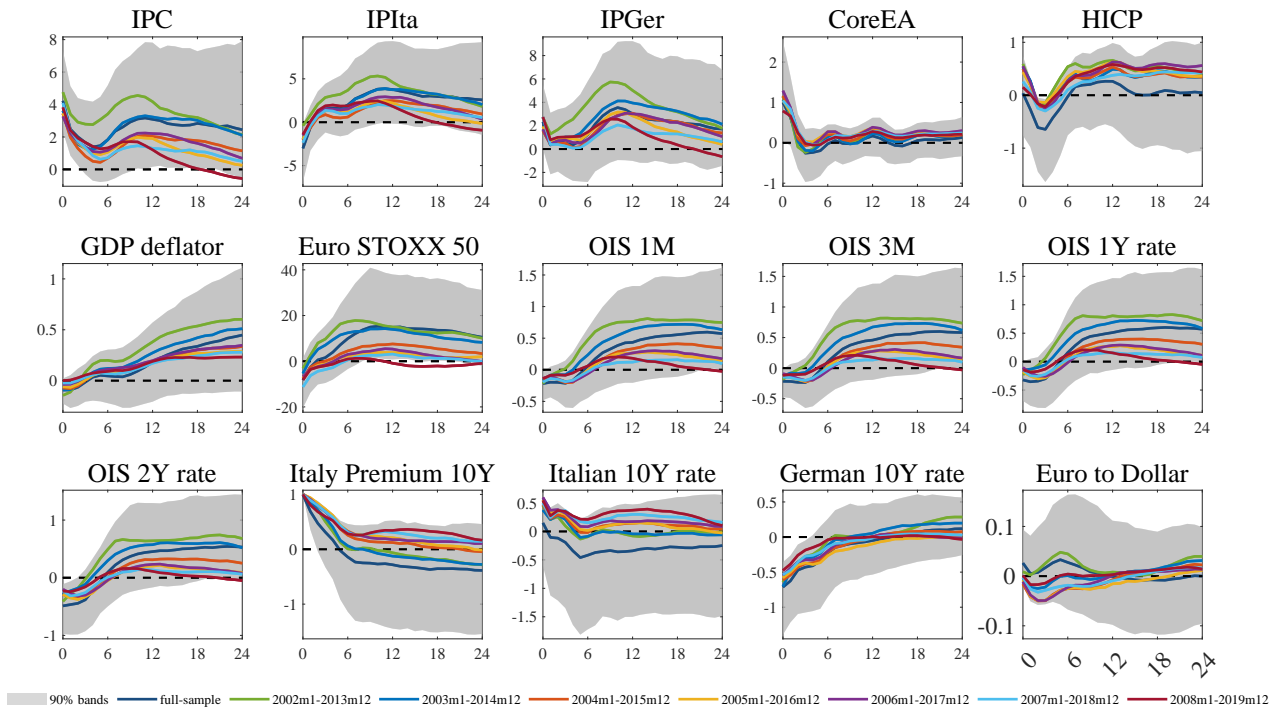 IPC IPIta IPGer CoreEA HICP
8 6 4 2 0
0 6 12 18 24
5 0 -5
0 6 12 18 24
8 6 4 2 0 -2
0 6 12 18 24
2 1 0 -1
0 6 12 18 24
1 0 -1
0 6 12 18 24
GDP deflator Euro STOXX 50 OIS 1M OIS 3M OIS 1Y rate
1 0.5 0
0 6 12 18 24
40 20 0 -20
0 6 12 18 24
1.5 1 0.5 0 -0.5
0 6 12 18 24
1.5 1 0.5 0 -0.5
0 6 12 18 24
1.5 1 0.5 0 -0.5
0 6 12 18 24
OIS 2Y rate Italy Premium 10Y Italian 10Y rate German 10Y rate Euro to Dollar
1 0 -1
0 6 12 18 24
1 0 -1
0 6 12 18 24
0.5 0 -0.5 -1 -1.5
0 6 12 18 24
0.5 0 -0.5 -1
0 6 12 18 24
0.1 0 -0.1
0 6 12 18 24
90% bands full-sample 2002m1-2013m12 2003m1-2014m12 2004m1-2015m12 2005m1-2016m12 2006m1-2017m12 2007m1-2018m12 2008m1-2019m12